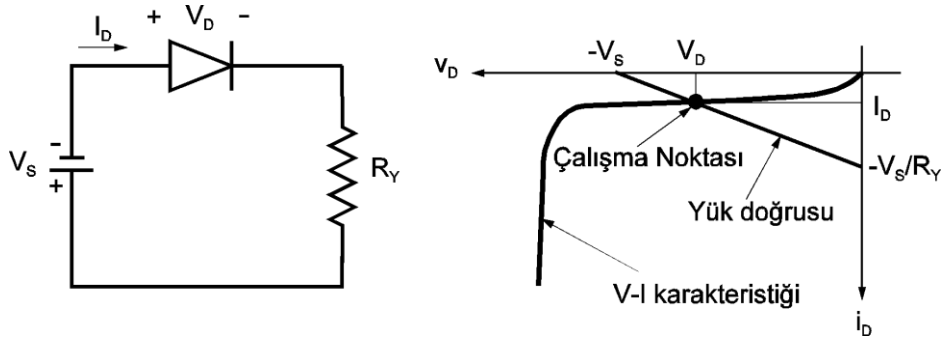 + V_D -
I_D
-
V_S
+
R_Y
-V_S
V_D
v_D
I_D
Çalışma Noktası
-V_S/R_Y
Yük doğrusu
V-I karakteristiği
i_D